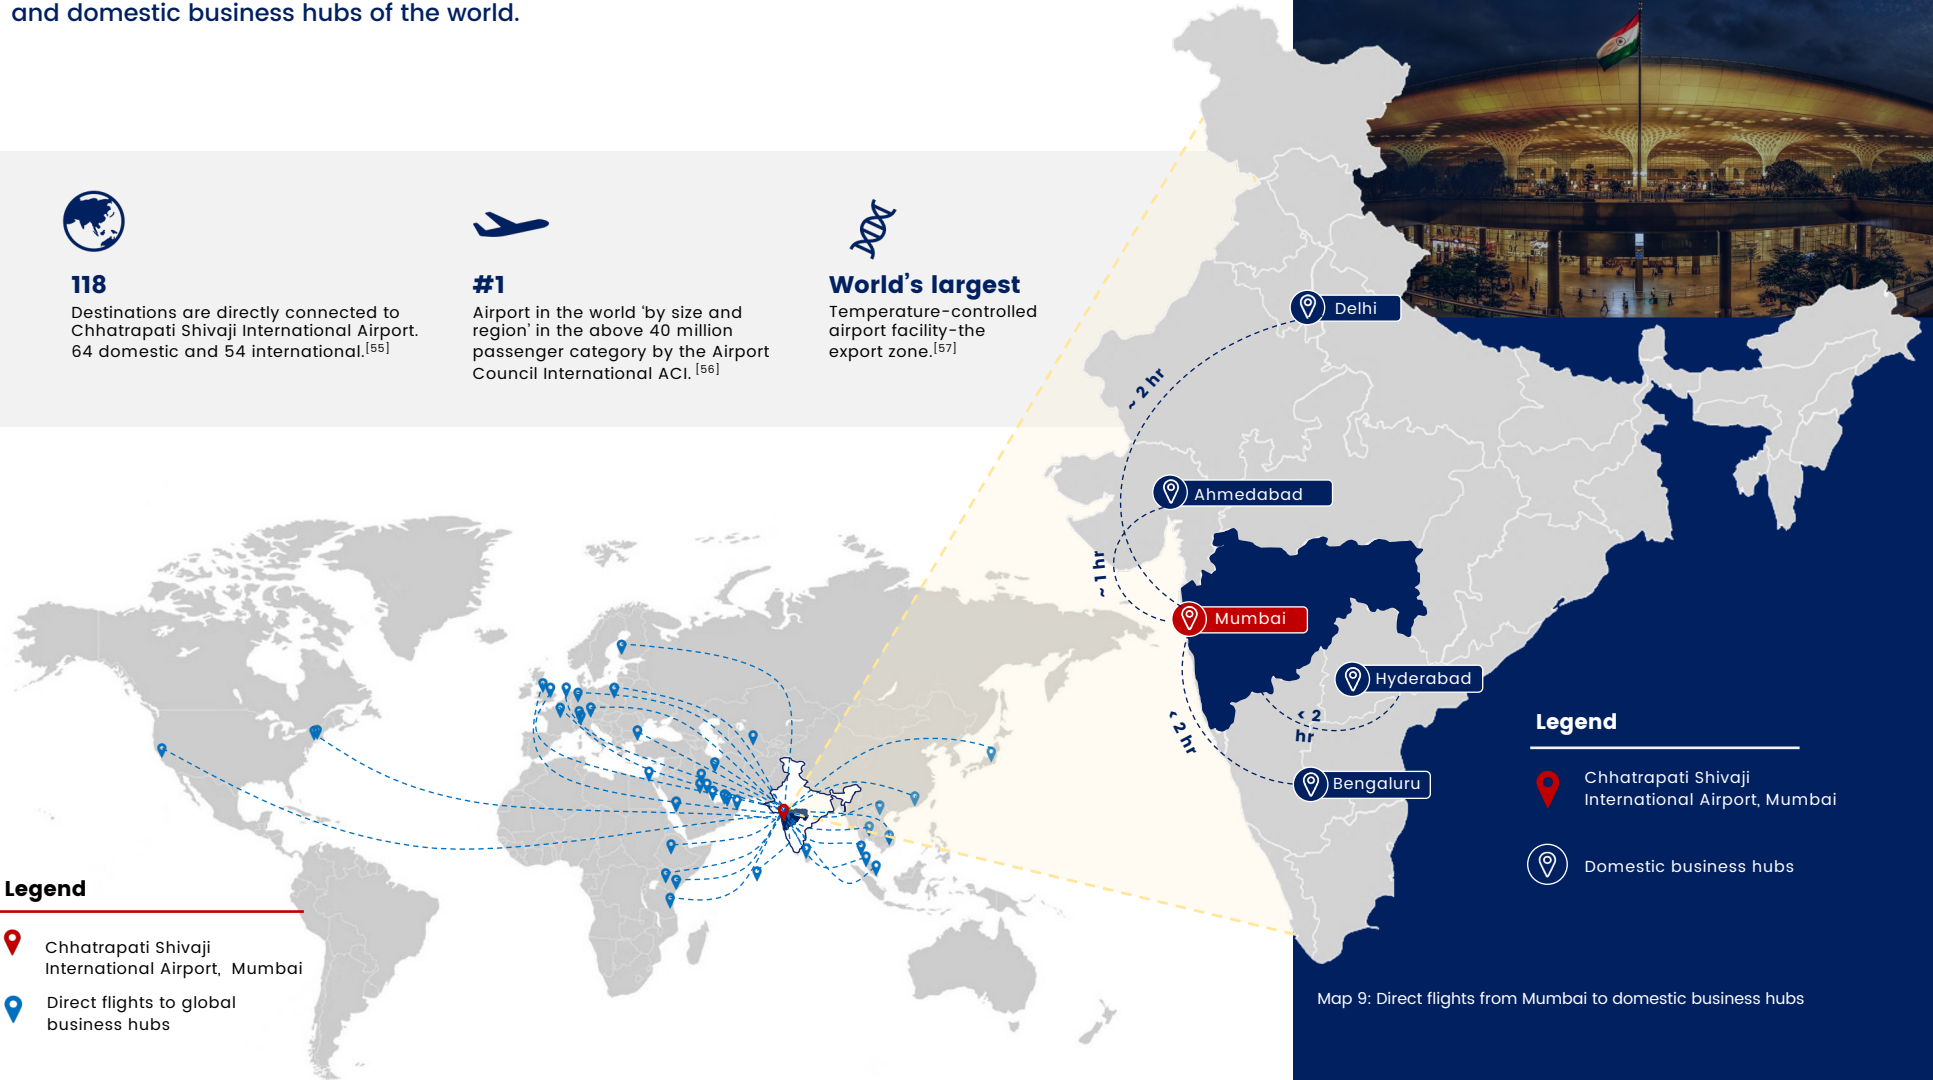 and domestic business hubs of the world.
118
Destinations are directly connected to
Chhatrapati Shivaji International Airport.
64 domestic and 54 international.[55]
#1
Airport in the world ‘by size and
region’ in the above 40 million
passenger category by the Airport
Council International ACI. [56]
World’s largest
Temperature-controlled
airport facility-the
export zone.[57]
Delhi
~ 2 hr
Ahmedabad
~ 1 hr
Mumbai
Hyderabad
< 2
hr
< 2 hr
Bengaluru
Legend
Chhatrapati Shivaji
International Airport, Mumbai
Domestic business hubs
Legend
Chhatrapati Shivaji
International Airport, Mumbai
Direct flights to global
business hubs
Map 9: Direct flights from Mumbai to domestic business hubs